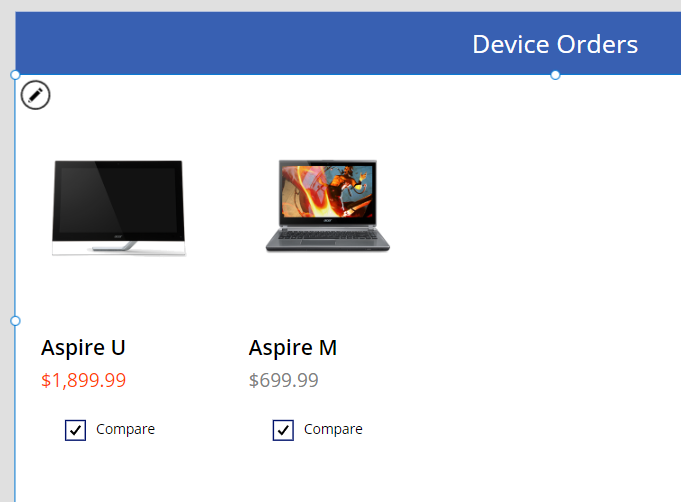 Device Orders
Aspire U
Aspire M
$1,899.99
$699.99
Compare
Compare